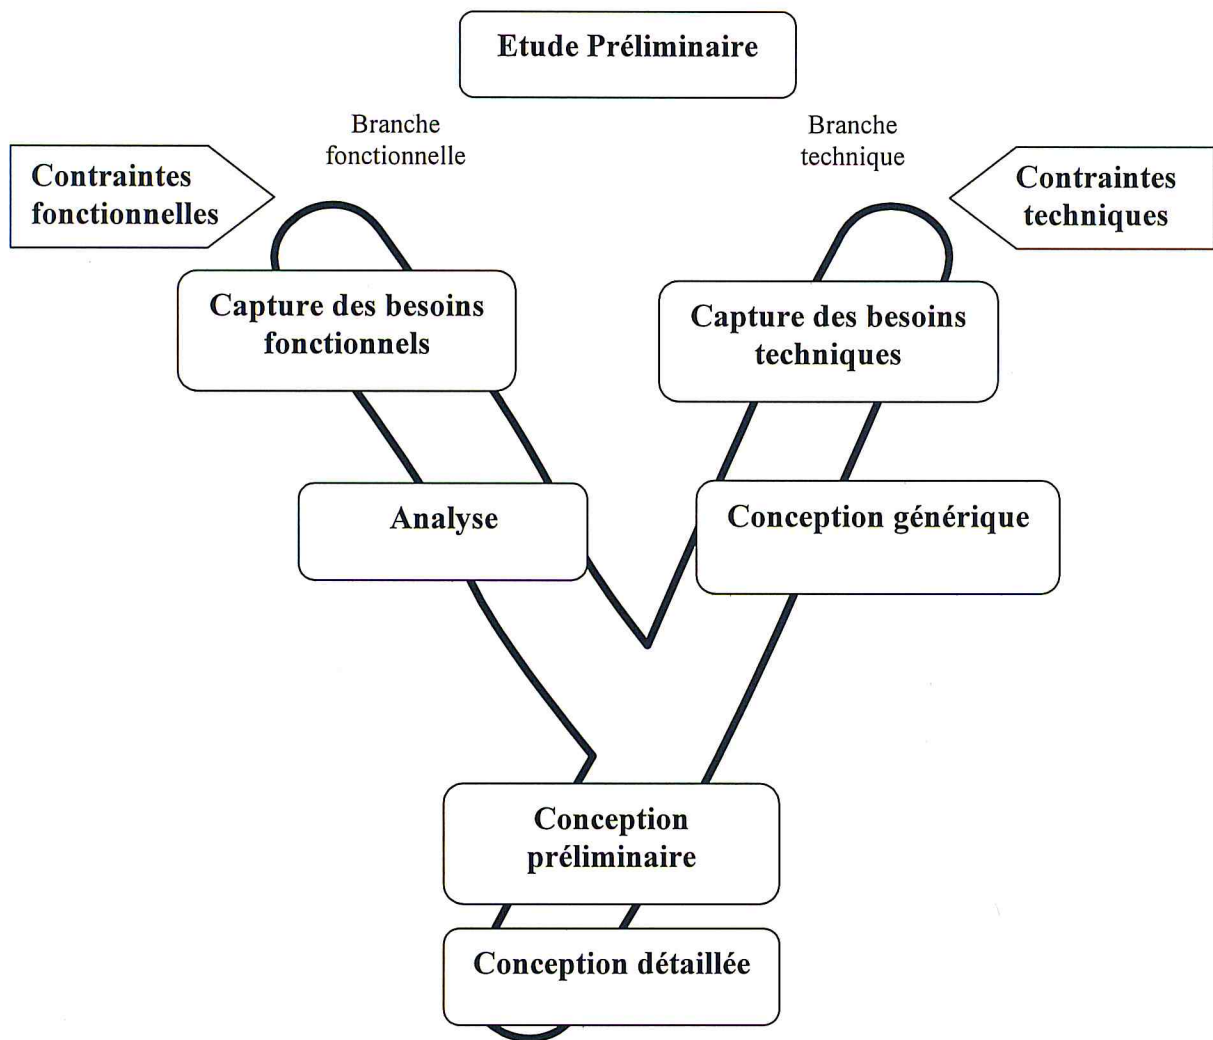 Etude Préliminaire
Branche
fonctionnelle
Branche
technique
Contraintes
fonctionnelles
Contraintes
techniques
Capture des besoins
fonctionnels
Capture des besoins
techniques
Analyse
Conception générique
Conception
préliminaire
Conception détaillée